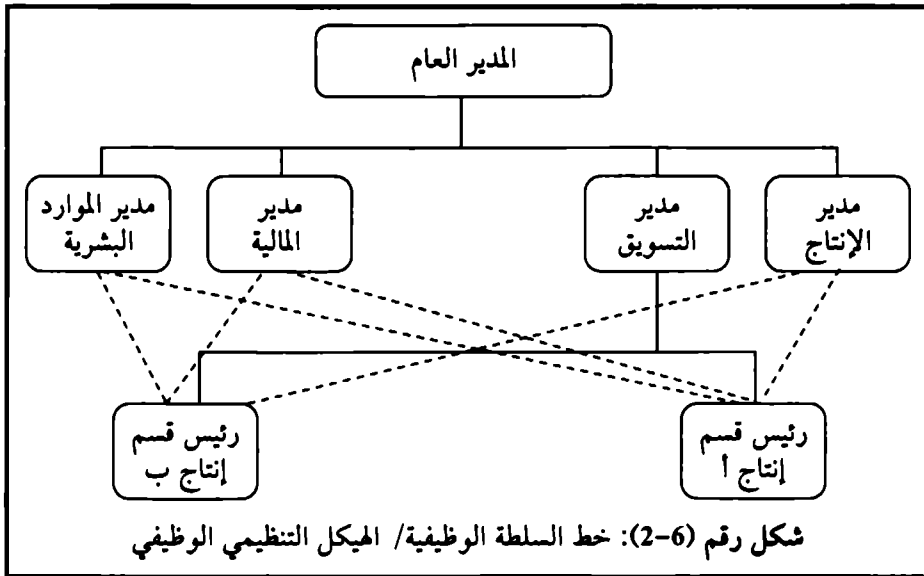 المدير العام
مدير
الإنتاج
مدير
التسويق
مدير
المالية
مدير الموارد
البشرية
رئيس قسم
إنتاج أ
رئيس قسم
إنتاج ب
شكل رقم (6-2): خط السلطة الوظيفية/ الهيكل التنظيمي الوظيفي